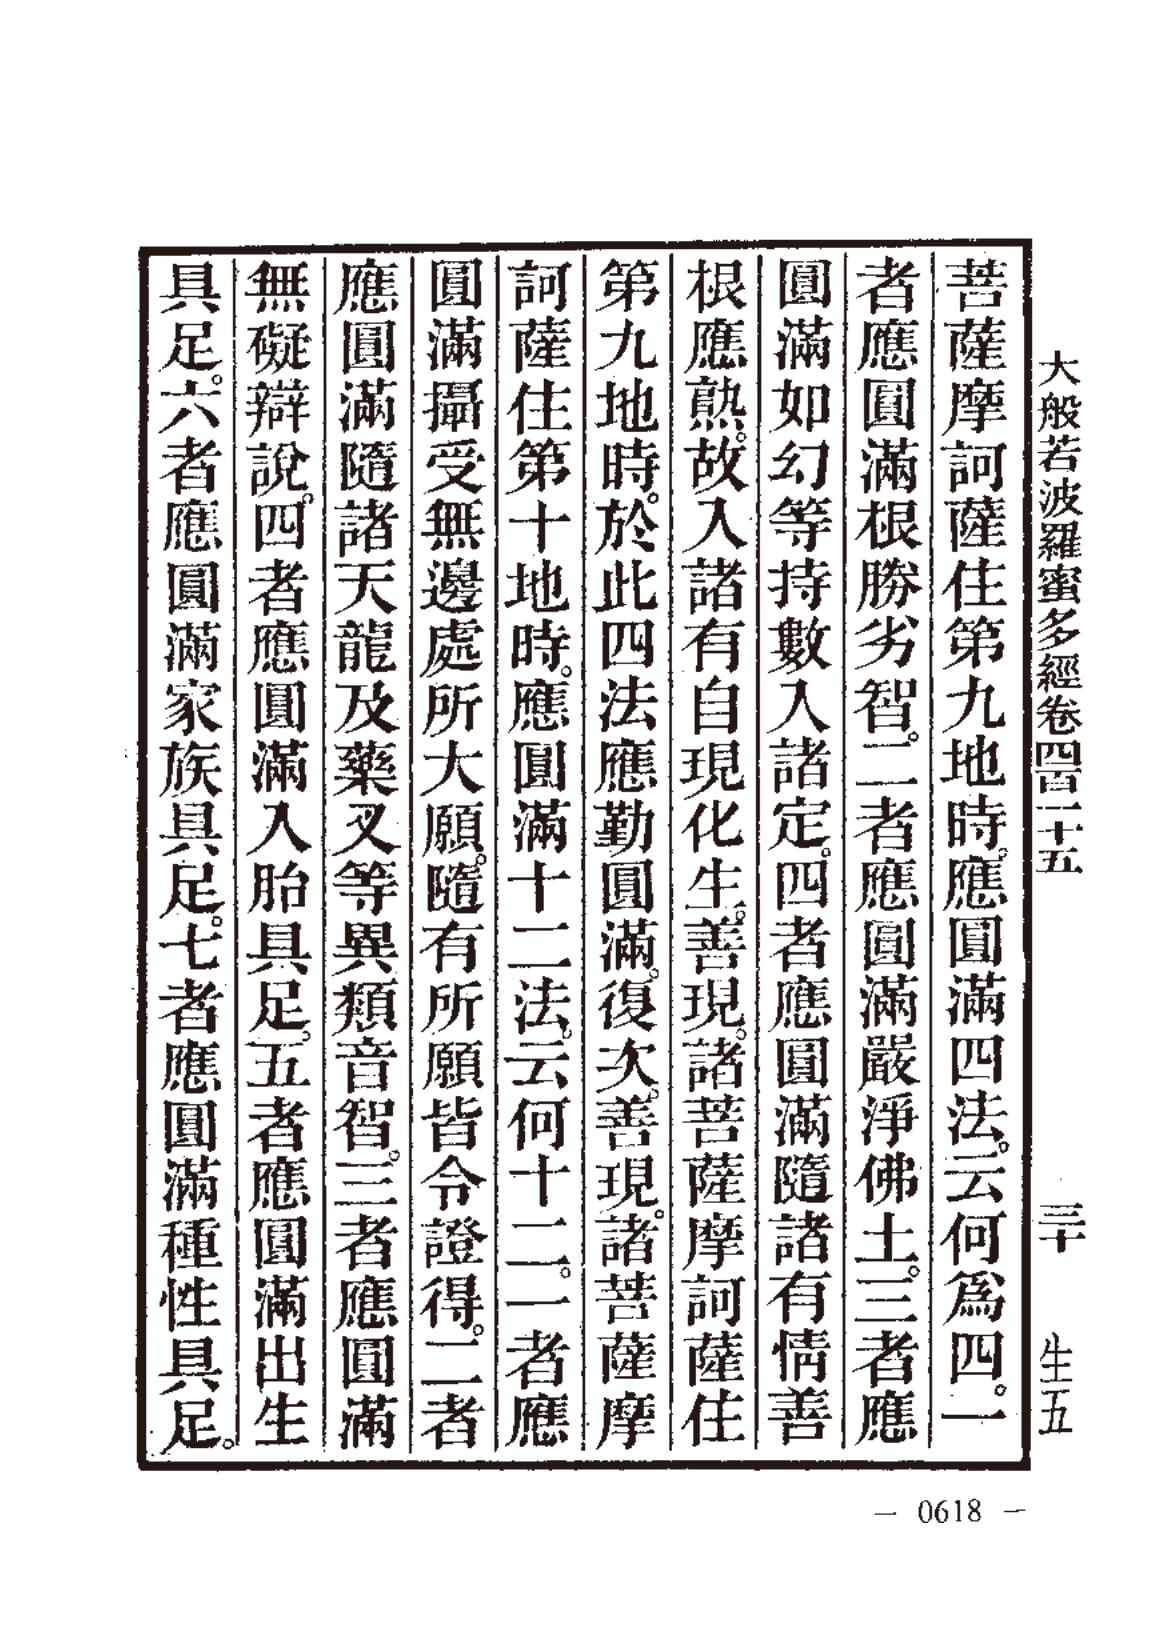 大般若波羅蜜多經卷四百一十五 三十 生五
菩薩摩訶薩住第九地時。應圓滿四法。云何爲四。一
者應圓滿根勝劣智。二者應圓滿嚴淨佛土。三者應
圓滿如幻等持數入諸定。四者應圓滿隨諸有情善
根應熟。故入諸有自現化生。善現。諸菩薩摩訶薩住
第九地時。於此四法應勤圓滿。復次。善現。諸菩薩摩
訶薩住第十地時。應圓滿十二法。云何十二。一者應
圓滿攝受無邊處所大願。隨有所願皆令證得。二者
應圓滿隨諸天龍及藥叉等異類音智。三者應圓滿
無礙辯說。四者應圓滿入胎具足。五者應圓滿出生
具足。六者應圓滿家族具足。七者應圓滿種性具足。
— 0618 —